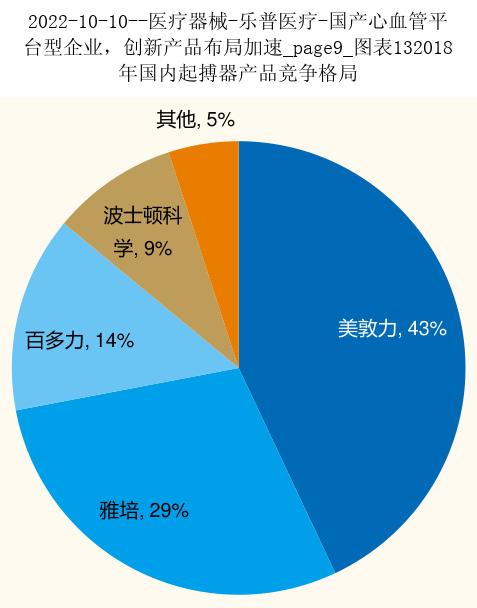 2022-10-10--医疗器械-乐普医疗-国产心血管平
台型企业，创新产品布局加速_page9_图表132018
年国内起搏器产品竞争格局
其他, 5%
波士顿科
学, 9%
美敦力, 43%
百多力, 14%
雅培, 29%